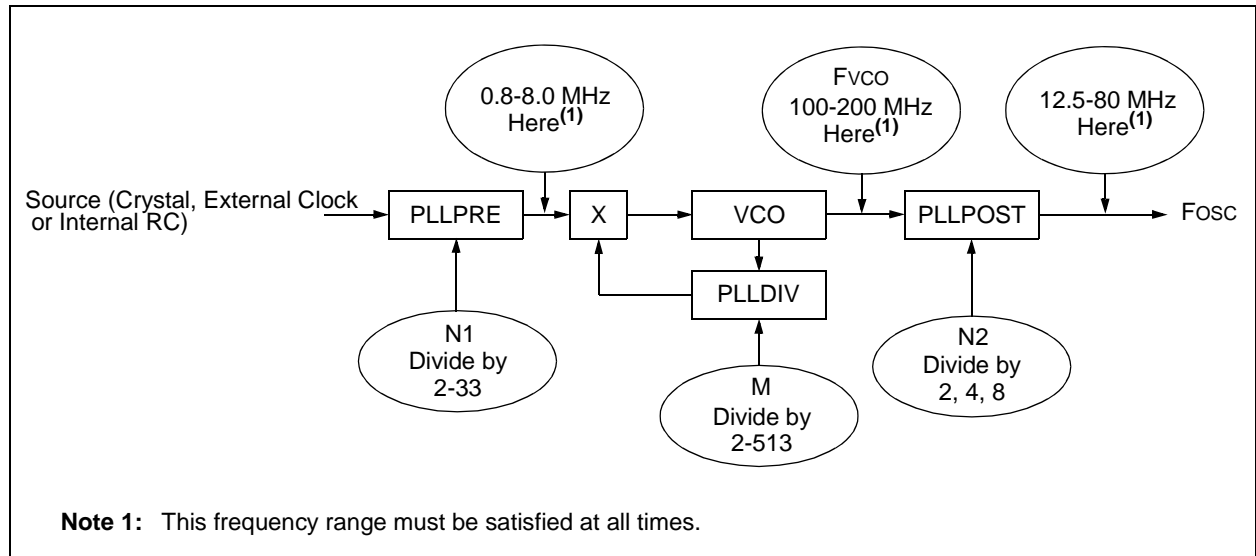 0.8-8.0 MHz
Here(1)
FVCO
100-200 MHz
Here(1)
12.5-80 MHz
Here(1)
Source (Crystal, External Clock
or Internal RC)
PLLPRE
X
VCO
PLLPOST
FOSC
PLLDIV
N1
Divide by
2-33
M
Divide by
2-513
N2
Divide by
2, 4, 8
Note 1: This frequency range must be satisfied at all times.